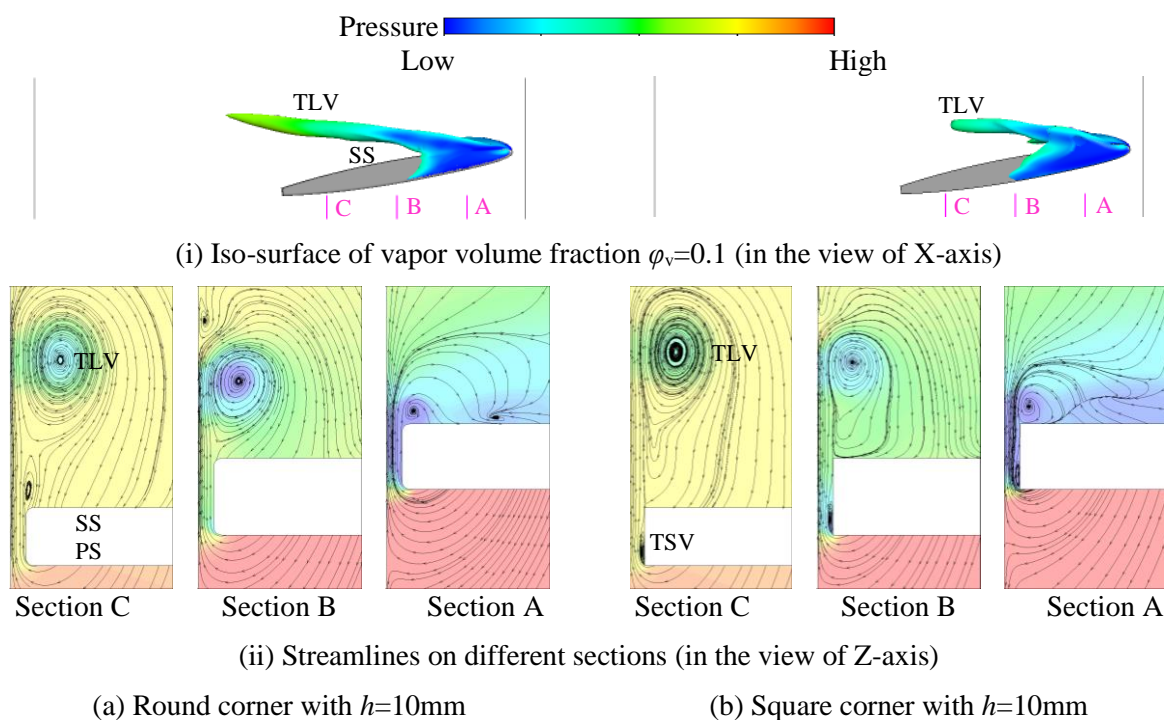 Pressure
Low High
TLV TLV
SS
C B A C B A
(i) Iso-surface of vapor volume fraction φv=0.1 (in the view of X-axis)
TLV TLV
SS
PS TSV
Section C Section B Section A Section C Section B Section A
(ii) Streamlines on different sections (in the view of Z-axis)
(a) Round corner with h=10mm (b) Square corner with h=10mm